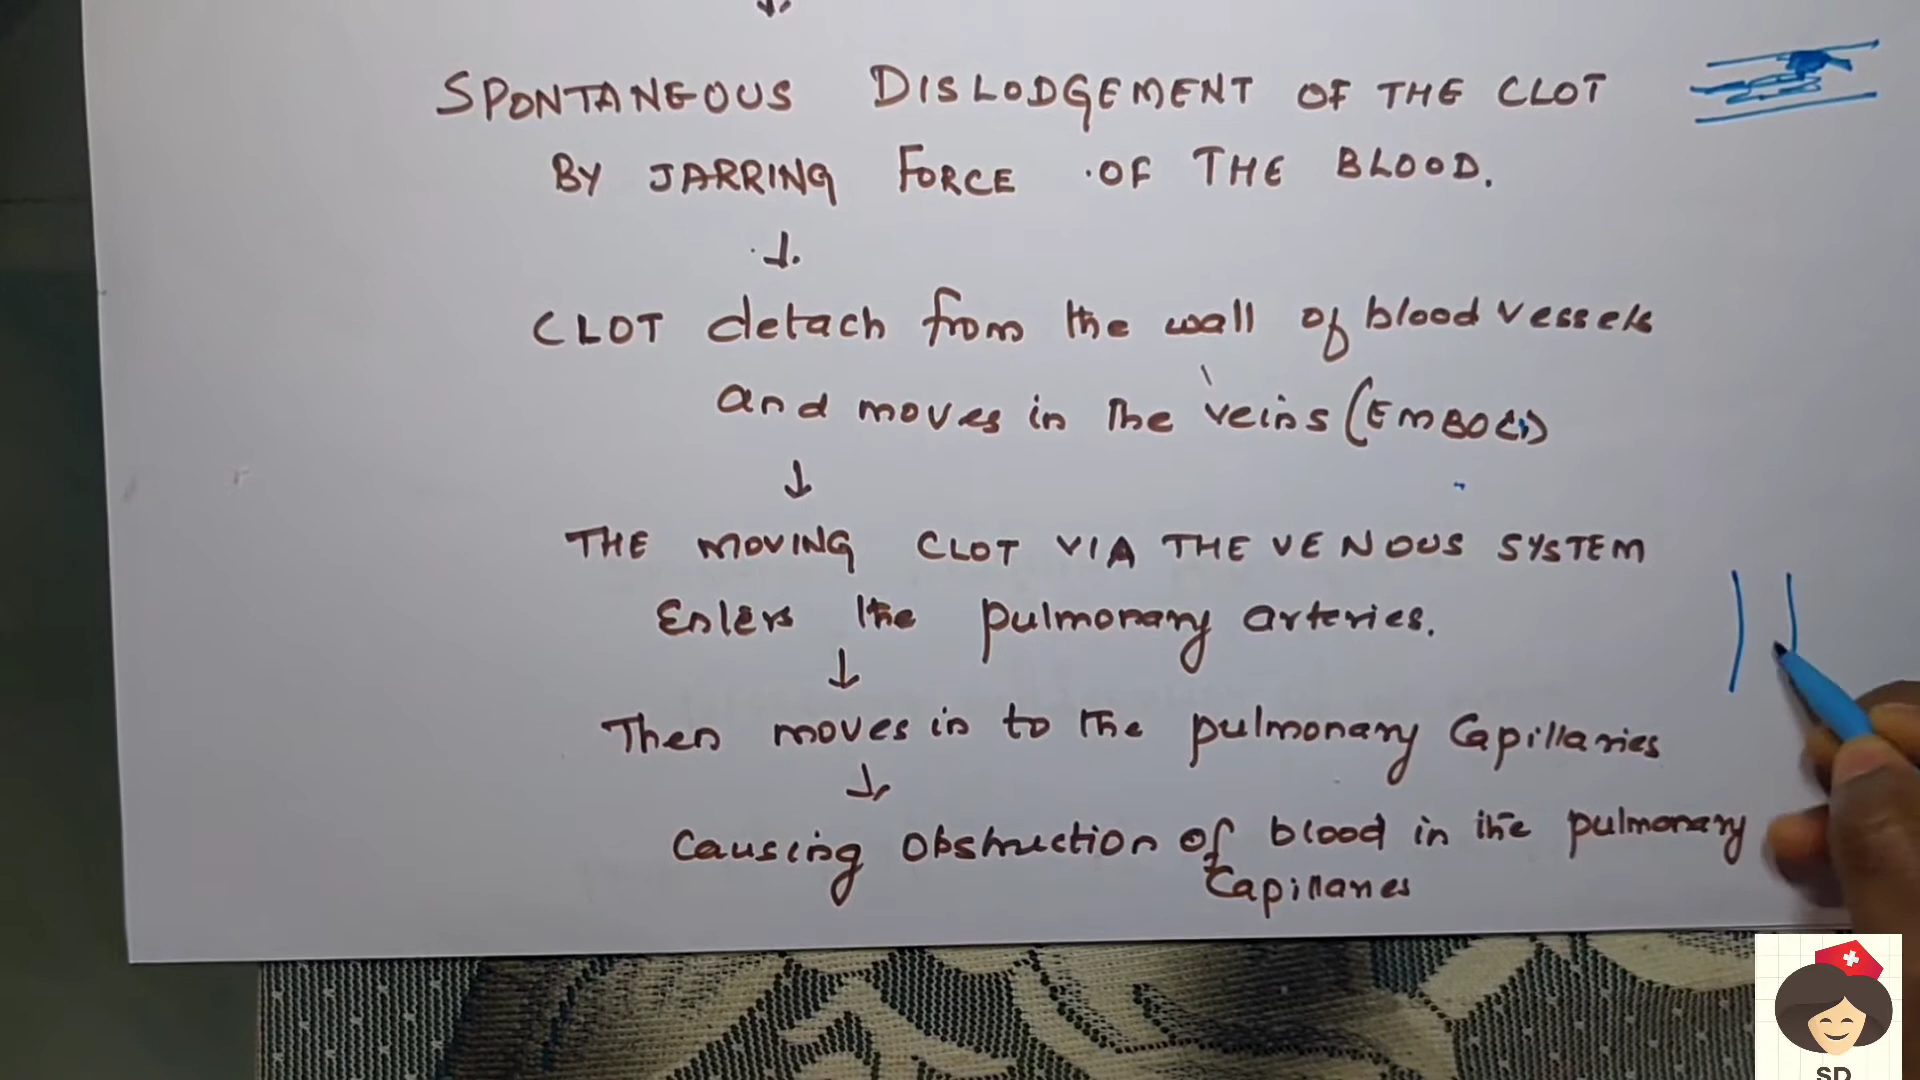 SPONTANEOUS DISLODGEMENT OF THE CLOT
BY JARRING FORCE OF THE BLOOD.
CLOT detach from the wall of blood vessels
and moves in the veins (EMBOLI)
THE MOVING CLOT VIA THE VENOUS SYSTEM
Enters the pulmonary arteries.
Then moves in to the pulmonary Capillaries
Causing Obstruction of blood in the pulmonary
Capillaries
SD